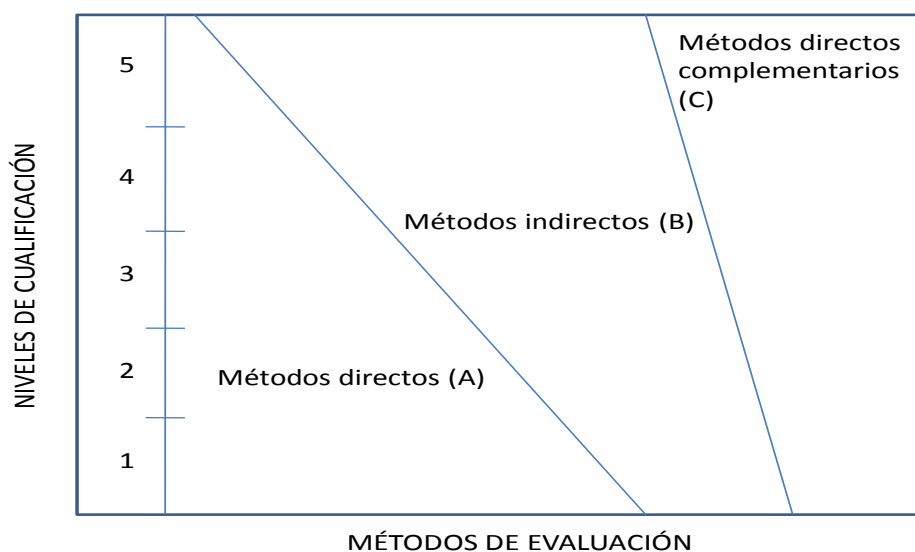 Métodos directos
complementarios
(C)
5
4
Métodos indirectos (B)
3
2
Métodos directos (A)
1
NIVELES DE CUALIFICACIÓN
MÉTODOS DE EVALUACIÓN